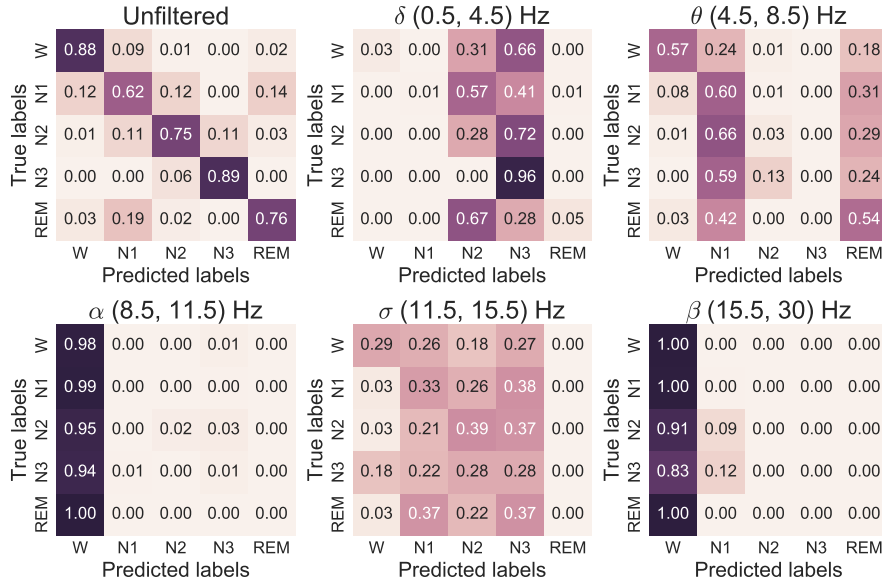 Unfiltered
δ (0.5, 4.5) Hz
θ (4.5, 8.5) Hz
True labels
W 0.88 0.09 0.01 0.00 0.02
N1 0.12 0.62 0.12 0.00 0.14
N2 0.01 0.11 0.75 0.11 0.03
N3 0.00 0.00 0.06 0.89 0.00
REM 0.03 0.19 0.02 0.00 0.76
W N1 N2 N3 REM
Predicted labels
True labels
W 0.03 0.00 0.31 0.66 0.00
N1 0.00 0.01 0.57 0.41 0.01
N2 0.00 0.00 0.28 0.72 0.00
N3 0.00 0.00 0.00 0.96 0.00
REM 0.00 0.00 0.67 0.28 0.05
W N1 N2 N3 REM
Predicted labels
True labels
W 0.57 0.24 0.01 0.00 0.18
N1 0.08 0.60 0.01 0.00 0.31
N2 0.01 0.66 0.03 0.00 0.29
N3 0.00 0.59 0.13 0.00 0.24
REM 0.03 0.42 0.00 0.00 0.54
W N1 N2 N3 REM
Predicted labels
α (8.5, 11.5) Hz
σ (11.5, 15.5) Hz
β (15.5, 30) Hz
True labels
W 0.98 0.00 0.00 0.01 0.00
N1 0.99 0.00 0.00 0.00 0.00
N2 0.95 0.00 0.02 0.03 0.00
N3 0.94 0.01 0.00 0.01 0.00
REM 1.00 0.00 0.00 0.00 0.00
W N1 N2 N3 REM
Predicted labels
True labels
W 0.29 0.26 0.18 0.27 0.00
N1 0.03 0.33 0.26 0.38 0.00
N2 0.03 0.21 0.39 0.37 0.00
N3 0.18 0.22 0.28 0.28 0.00
REM 0.03 0.37 0.22 0.37 0.00
W N1 N2 N3 REM
Predicted labels
True labels
W 1.00 0.00 0.00 0.00 0.00
N1 1.00 0.00 0.00 0.00 0.00
N2 0.91 0.09 0.00 0.00 0.00
N3 0.83 0.12 0.00 0.00 0.00
REM 1.00 0.00 0.00 0.00 0.00
W N1 N2 N3 REM
Predicted labels